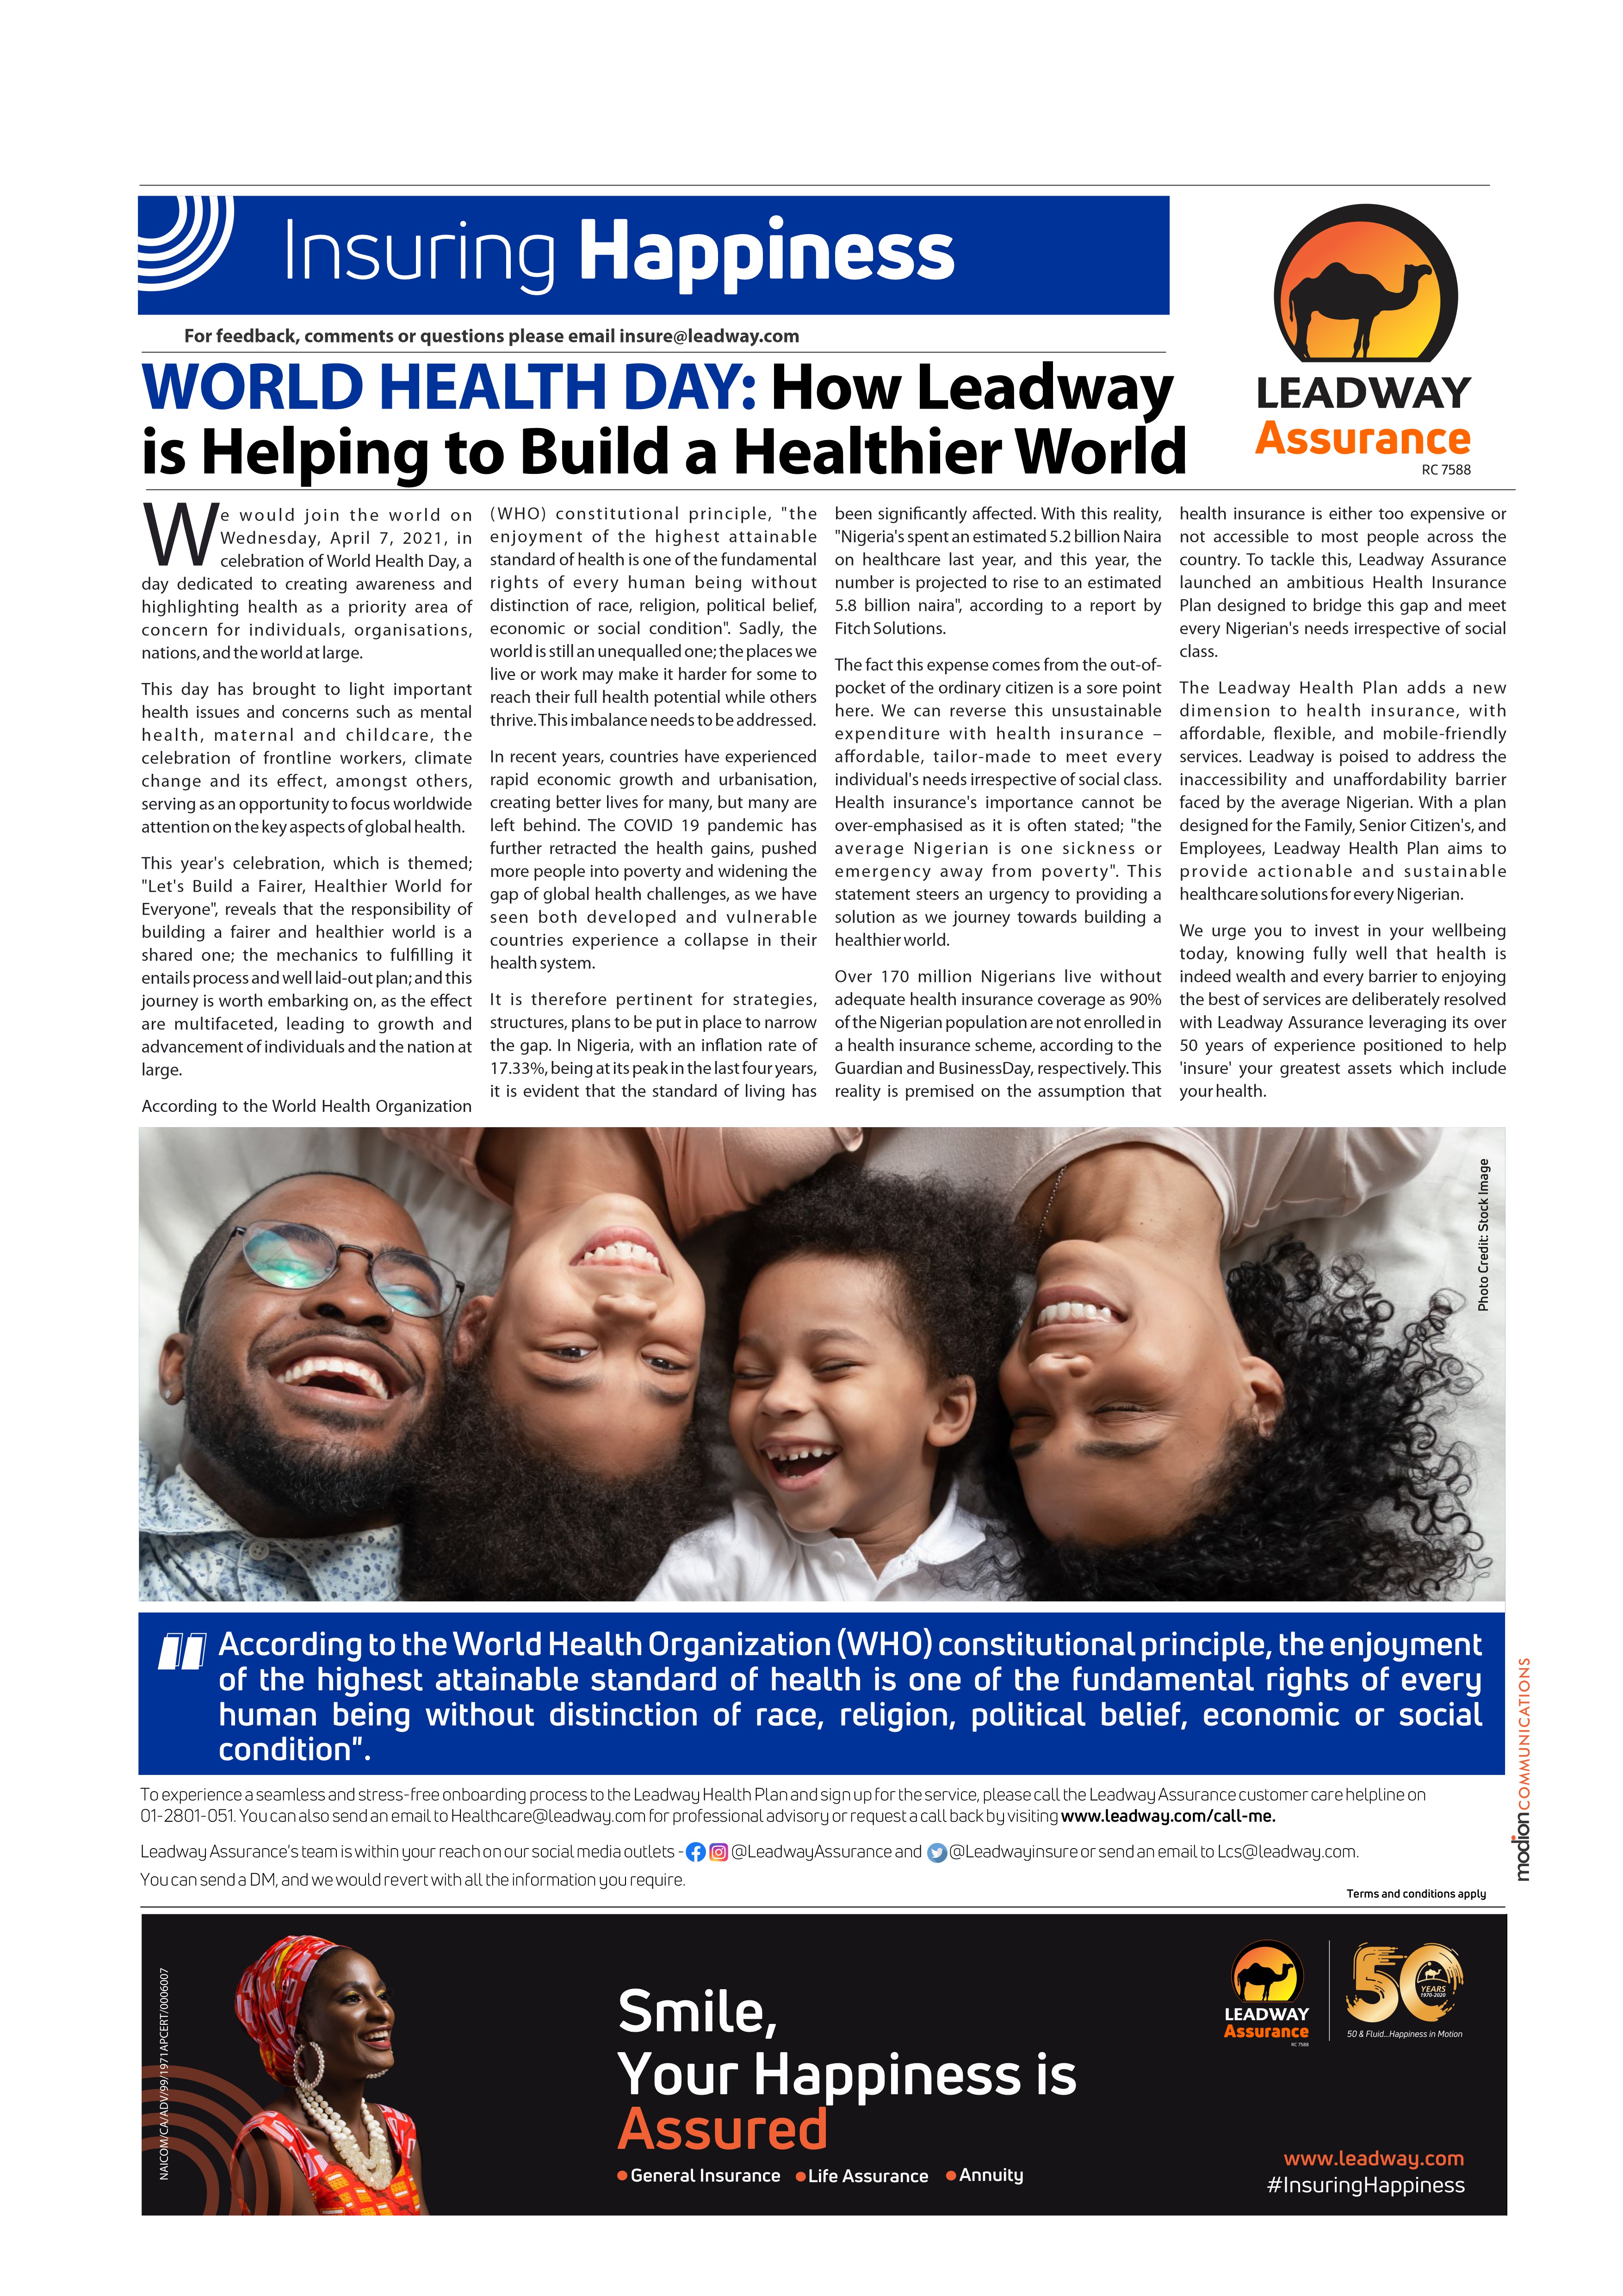 Insuring Happiness
For feedback, comments or questions please email insure@leadway.com
WORLD HEALTH DAY: How Leadway
is Helping to Build a Healthier World
LEADWAY
Assurance
RC 7588
We would join the world on
Wednesday, April 7, 2021, in
celebration of World Health Day, a
day dedicated to creating awareness and
highlighting health as a priority area of
concern for individuals, organisations,
nations, and the world at large.
This day has brought to light important
health issues and concerns such as mental
health, maternal and childcare, the
celebration of frontline workers, climate
change and its effect, amongst others,
serving as an opportunity to focus worldwide
attention on the key aspects of global health.
This year's celebration, which is themed;
"Let's Build a Fairer, Healthier World for
Everyone", reveals that the responsibility of
building a fairer and healthier world is a
shared one; the mechanics to fulfilling it
entails process and well laid-out plan; and this
journey is worth embarking on, as the effect
are multifaceted, leading to growth and
advancement of individuals and the nation at
large.
According to the World Health Organization
(WHO) constitutional principle, "the
enjoyment of the highest attainable
standard of health is one of the fundamental
rights of every human being without
distinction of race, religion, political belief,
economic or social condition". Sadly, the
world is still an unequalled one; the places we
live or work may make it harder for some to
reach their full health potential while others
thrive. This imbalance needs to be addressed.
In recent years, countries have experienced
rapid economic growth and urbanisation,
creating better lives for many, but many are
left behind. The COVID 19 pandemic has
further retracted the health gains, pushed
more people into poverty and widening the
gap of global health challenges, as we have
seen both developed and vulnerable
countries experience a collapse in their
health system.
It is therefore pertinent for strategies,
structures, plans to be put in place to narrow
the gap. In Nigeria, with an inflation rate of
17.33%, being at its peak in the last four years,
it is evident that the standard of living has
been significantly affected. With this reality,
"Nigeria's spent an estimated 5.2 billion Naira
on healthcare last year, and this year, the
number is projected to rise to an estimated
5.8 billion naira", according to a report by
Fitch Solutions.
The fact this expense comes from the out-of-
pocket of the ordinary citizen is a sore point
here. We can reverse this unsustainable
expenditure with health insurance –
affordable, tailor-made to meet every
individual's needs irrespective of social class.
Health insurance's importance cannot be
over-emphasised as it is often stated; "the
average Nigerian is one sickness or
emergency away from poverty". This
statement steers an urgency to providing a
solution as we journey towards building a
healthier world.
Over 170 million Nigerians live without
adequate health insurance coverage as 90%
of the Nigerian population are not enrolled in
a health insurance scheme, according to the
Guardian and BusinessDay, respectively. This
reality is premised on the assumption that
health insurance is either too expensive or
not accessible to most people across the
country. To tackle this, Leadway Assurance
launched an ambitious Health Insurance
Plan designed to bridge this gap and meet
every Nigerian's needs irrespective of social
class.
The Leadway Health Plan adds a new
dimension to health insurance, with
affordable, flexible, and mobile-friendly
services. Leadway is poised to address the
inaccessibility and unaffordability barrier
faced by the average Nigerian. With a plan
designed for the Family, Senior Citizen's, and
Employees, Leadway Health Plan aims to
provide actionable and sustainable
healthcare solutions for every Nigerian.
We urge you to invest in your wellbeing
today, knowing fully well that health is
indeed wealth and every barrier to enjoying
the best of services are deliberately resolved
with Leadway Assurance leveraging its over
50 years of experience positioned to help
'insure' your greatest assets which include
your health.
Photo Credit: Stock Image
" According to the World Health Organization (WHO) constitutional principle, the enjoyment
of the highest attainable standard of health is one of the fundamental rights of every
human being without distinction of race, religion, political belief, economic or social
condition".
modion COMMUNICATIONS
To experience a seamless and stress-free onboarding process to the Leadway Health Plan and sign up for the service, please call the Leadway Assurance customer care helpline on
01-2801-051. You can also send an email to Healthcare@leadway.com for professional advisory or request a call back by visiting www.leadway.com/call-me.
Leadway Assurance's team is within your reach on our social media outlets - @LeadwayAssurance and @Leadwayinsure or send an email to Lcs@leadway.com.
You can send a DM, and we would revert with all the information you require.
Terms and conditions apply
NAICOM/CA/ADV/99/1971APCERT/0006007
Smile,
Your Happiness is
Assured
General Insurance Life Assurance Annuity
LEADWAY
Assurance
RC 7588
50
YEARS
1970-2020
50 & Fluid...Happiness in Motion
www.leadway.com
#InsuringHappiness